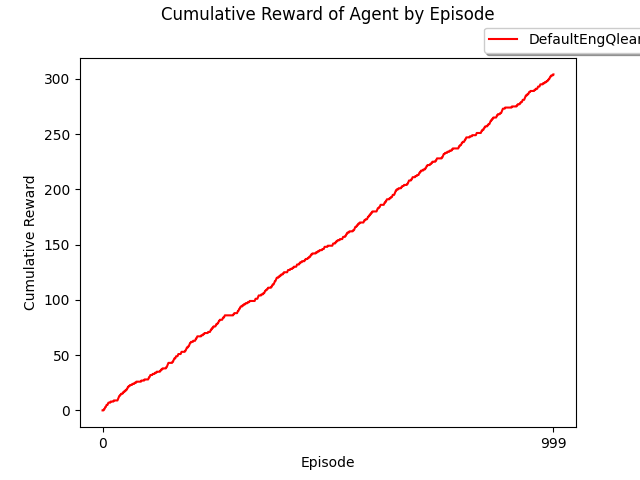 Cumulative Reward of Agent by Episode
DefaultEngQlear
300
250
200
150
100
50
0
Cumulative Reward
0 999
Episode